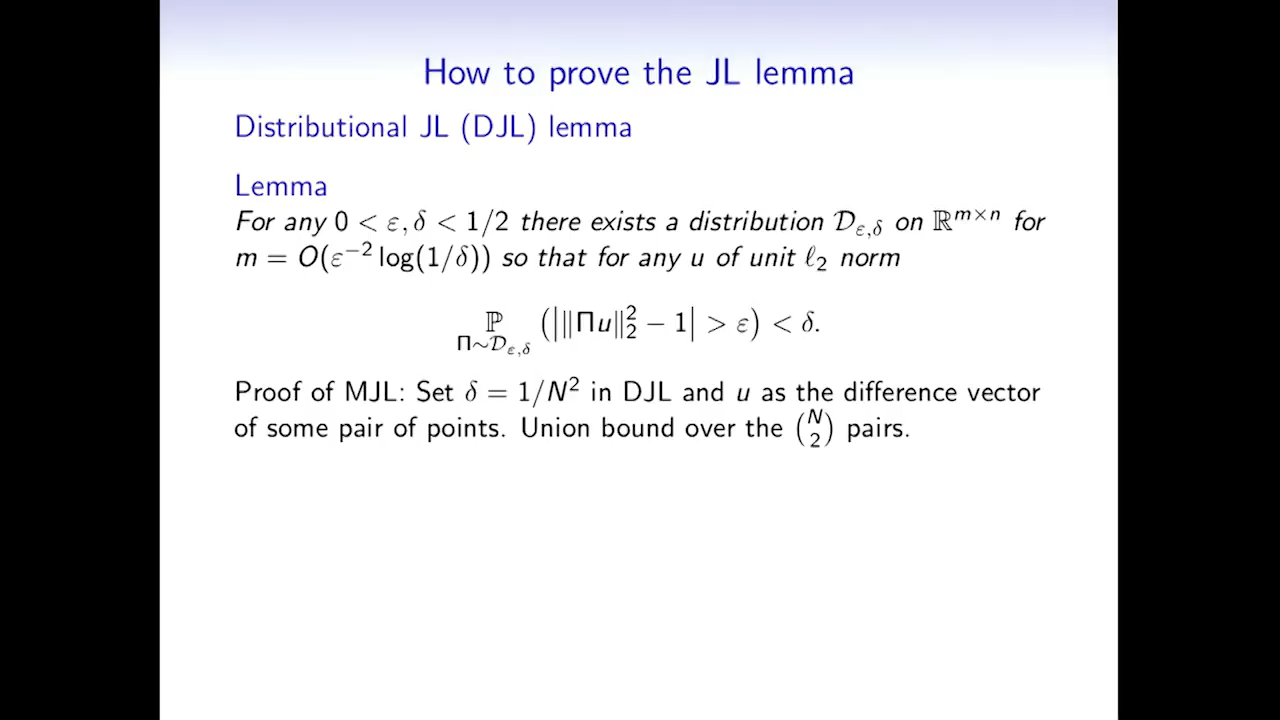 How to prove the JL lemma
Distributional JL (DJL) lemma
Lemma
For any 0 < ε, δ < 1/2 there exists a distribution 𝒟_{ε,δ} on ℝ^{m×n} for
m = O(ε^{−2} log(1/δ)) so that for any u of unit ℓ_2 norm
ℙ_{Π∼𝒟_{ε,δ}} (|‖Πu‖_2^2 − 1| > ε) < δ.
Proof of MJL: Set δ = 1/N^2 in DJL and u as the difference vector
of some pair of points. Union bound over the \binom{N}{2} pairs.